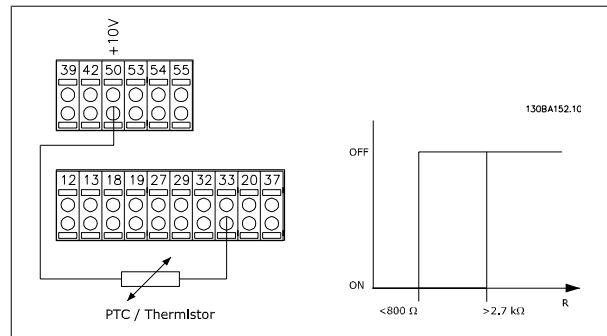 +10V
39 42 50 53 54 55
130BA152.10
OFF
12 13 18 19 27 29 32 33 20 37
ON
R
<800 Ω >2.7 kΩ
PTC / Thermistor